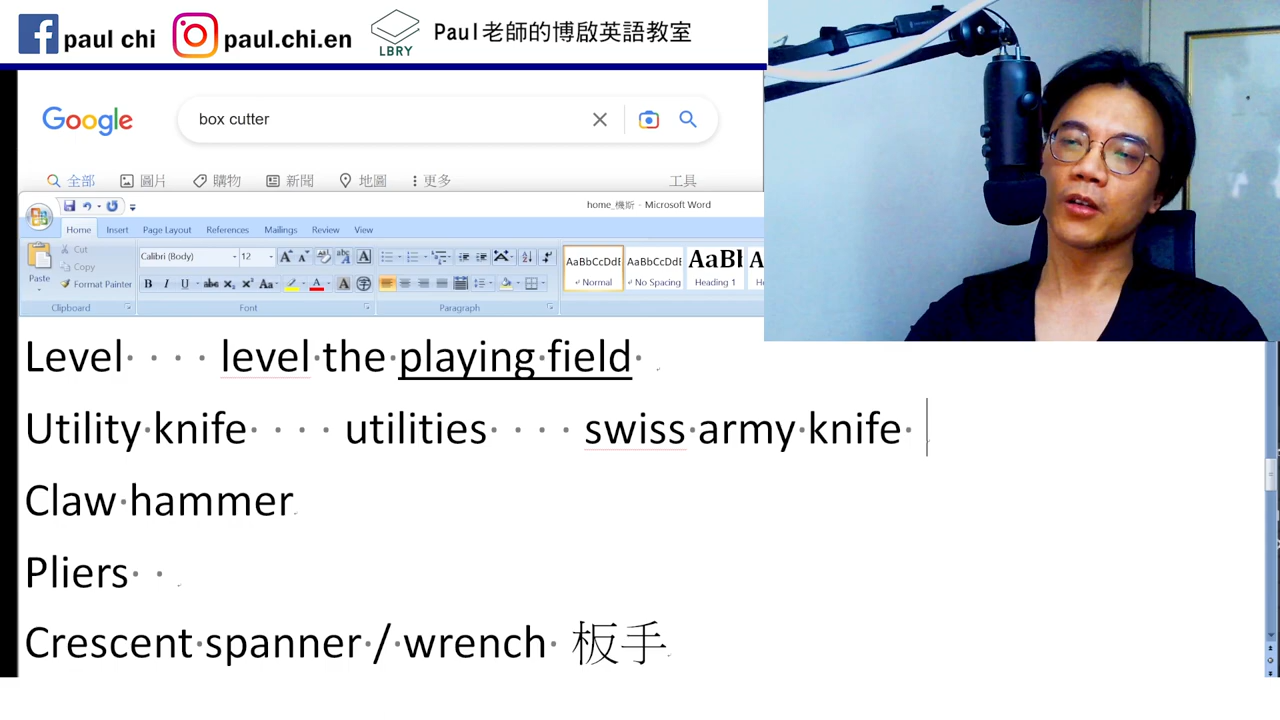 paul chi
paul.chi.en
LBRY
Paul老師的博啟英語教室
Google
box cutter
全部 圖片 購物 新聞 地圖 更多 工具
home_機斯 - Microsoft Word
Home Insert Page Layout References Mailings Review View
Paste
Cut
Copy
Format Painter
Calibri (Body) 12
AaBbCcDdE AaBbCcDdE AaBbC A
Normal No Spacing Heading 1
Clipboard Font Paragraph
Level level the playing field
Utility knife utilities swiss army knife
Claw hammer
Pliers
Crescent spanner / wrench 板手